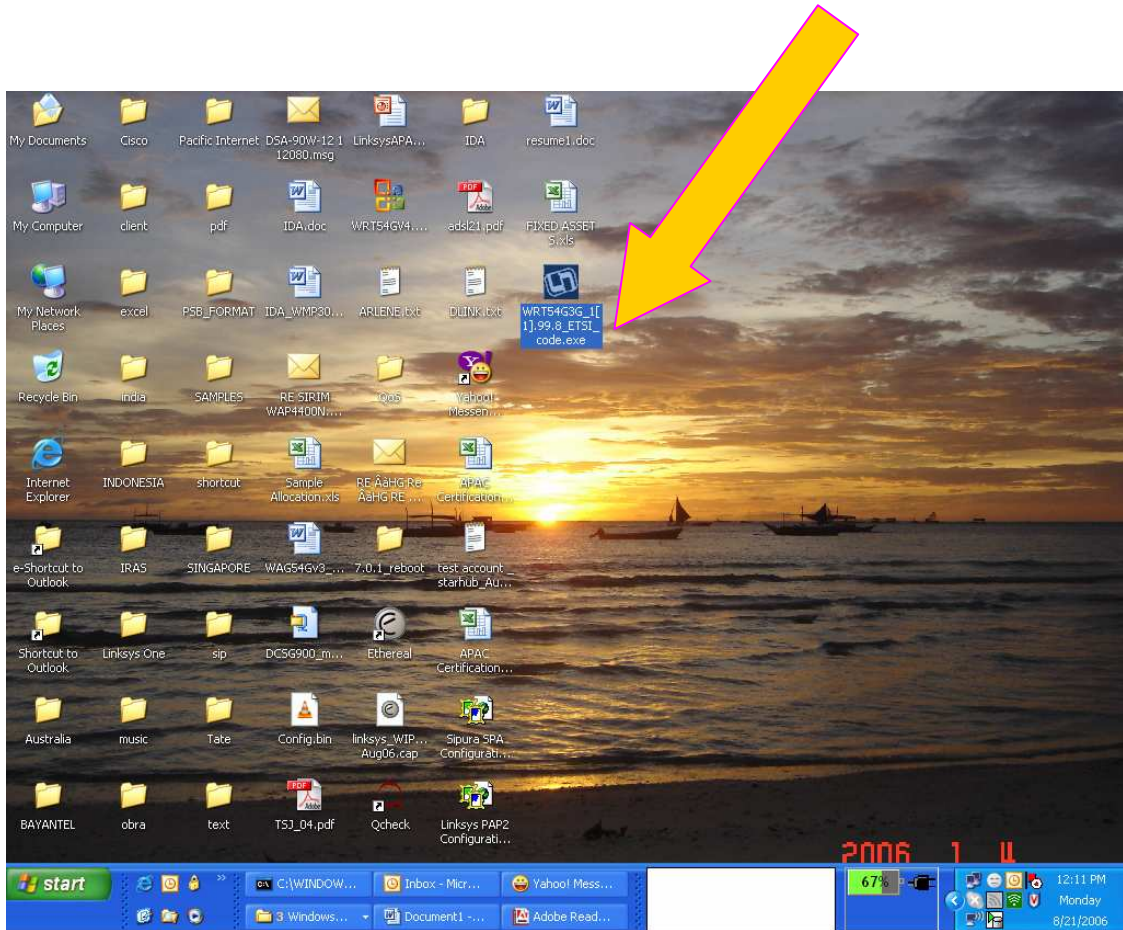 My Documents
Cisco
Pacific Internet
DSA-90W-12 1
12080.msg
LinksysAPA...
IDA
resume1.doc
My Computer
client
pdf
IDA.doc
WRT54GV4....
adsl21.pdf
FIXED ASSET
S.xls
My Network
Places
excel
PSB_FORMAT
IDA_WMP30...
ARLENE.txt
DLINK.txt
WRT54G3G_1[
1].99.8_ETSI_
code.exe
Recycle Bin
india
SAMPLES
RE SIRIM
WAP4400N....
QoS
Yahoo!
Messen...
Internet
Explorer
INDONESIA
shortcut
Sample
Allocation.xls
RE ÄäHG Re
ÄäHG RE ...
APAC
Certification...
e-Shortcut to
Outlook
IRAS
SINGAPORE
WAG54Gv3_...
7.0.1_reboot
test account
starhub_Au...
Shortcut to
Outlook
Linksys One
sip
DCSG900_m...
Ethereal
APAC
Certification...
Australia
music
Tate
Config.bin
linksys_WIP...
Aug06.cap
Sipura SPA
Configurati...
BAYANTEL
obra
text
TSJ_04.pdf
Qcheck
Linksys PAP2
Configurati...
2006 1 4
start
C:\WINDOW...
Inbox - Micr...
Yahoo! Mess...
67%
12:11 PM
3 Windows...
Document1 -...
Adobe Read...
Monday
8/21/2006